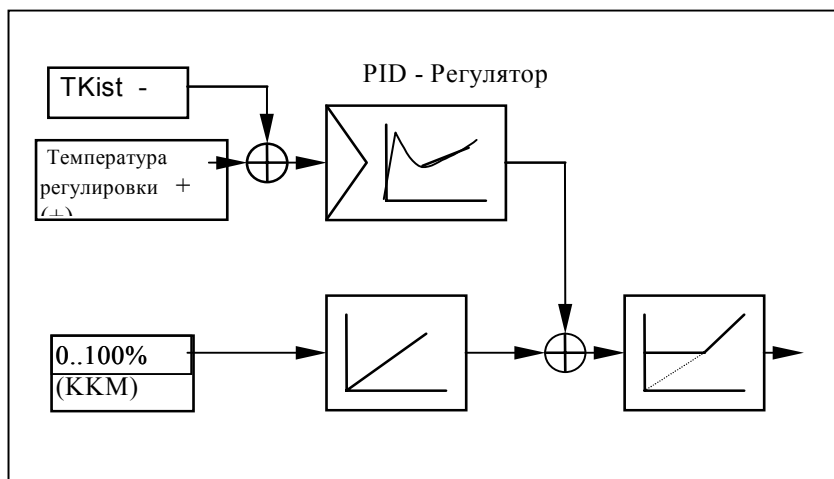 TKist -
PID - Регулятор
Температура
регулировки +
(+)
0..100%
(KKM)